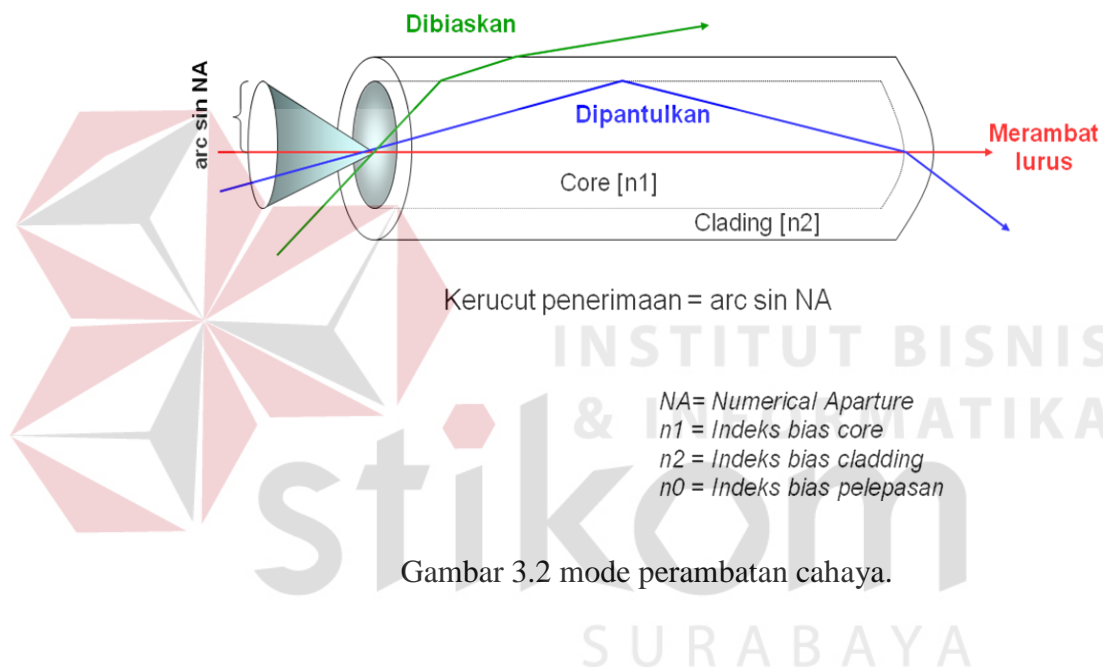 Dibiaskan
arc sin NA
Dipantulkan
Merambat
lurus
Core [n1]
Clading [n2]
Kerucut penerimaan = arc sin NA
INSTITUT BISNIS
& INFORMATIKA
NA= Numerical Aparture
n1 = Indeks bias core
n2 = Indeks bias cladding
n0 = Indeks bias pelepasan
stikom
Gambar 3.2 mode perambatan cahaya.
SURABAYA